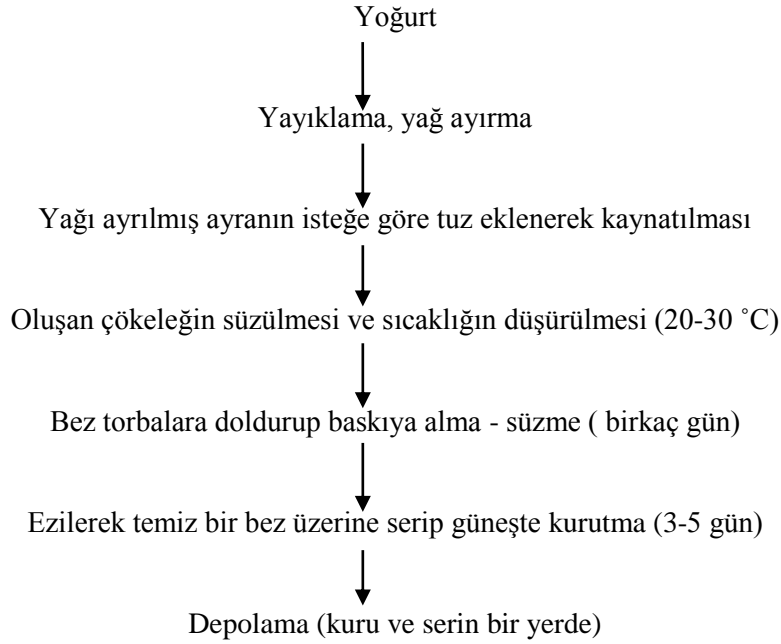 Yoğurt
Yayıklama, yağ ayırma
Yağı ayrılmış ayranın isteğe göre tuz eklenerek kaynatılması
Oluşan çökeleğin süzülmesi ve sıcaklığın düşürülmesi (20-30 ˚C)
Bez torbalara doldurup baskıya alma - süzme ( birkaç gün)
Ezilerek temiz bir bez üzerine serip güneşte kurutma (3-5 gün)
Depolama (kuru ve serin bir yerde)